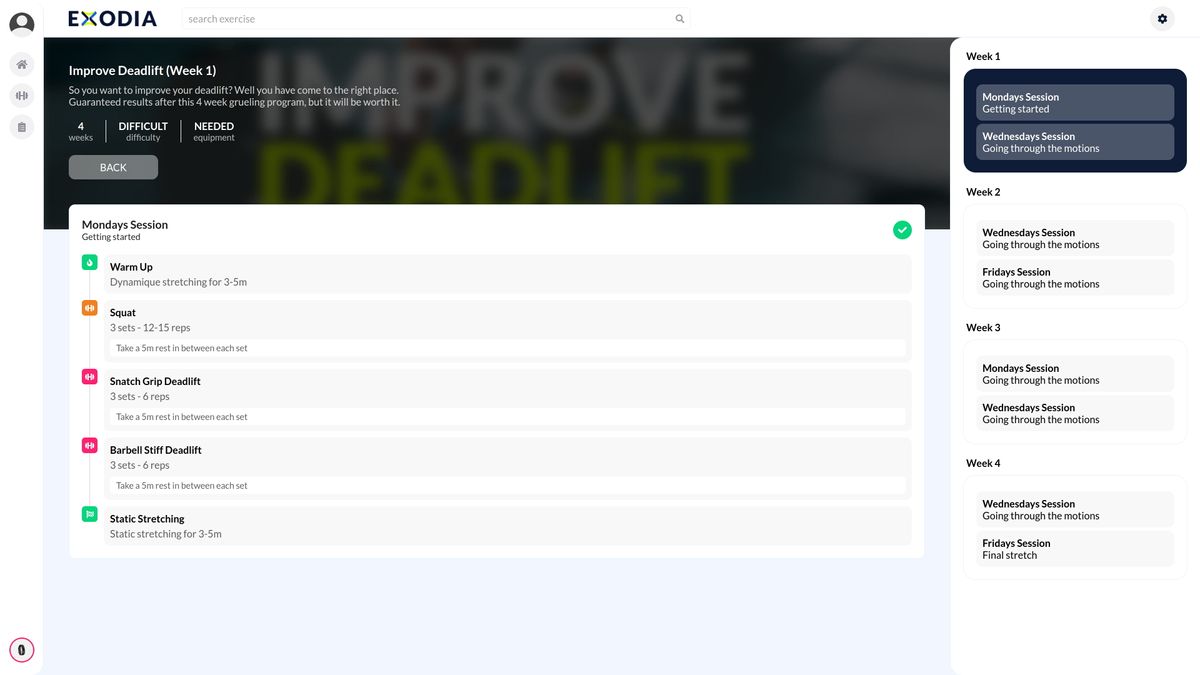 EXODIA
search exercise
IMPROVE
DEADLIFT
Improve Deadlift (Week 1)
So you want to improve your deadlift? Well you have come to the right place.
Guaranteed results after this 4 week grueling program, but it will be worth it.
4
weeks
DIFFICULT
difficulty
NEEDED
equipment
BACK
Mondays Session
Getting started
Warm Up
Dynamique stretching for 3-5m
Squat
3 sets - 12-15 reps
Take a 5m rest in between each set
Snatch Grip Deadlift
3 sets - 6 reps
Take a 5m rest in between each set
Barbell Stiff Deadlift
3 sets - 6 reps
Take a 5m rest in between each set
Static Stretching
Static stretching for 3-5m
Week 1
Mondays Session
Getting started
Wednesdays Session
Going through the motions
Week 2
Wednesdays Session
Going through the motions
Fridays Session
Going through the motions
Week 3
Mondays Session
Going through the motions
Wednesdays Session
Going through the motions
Week 4
Wednesdays Session
Going through the motions
Fridays Session
Final stretch